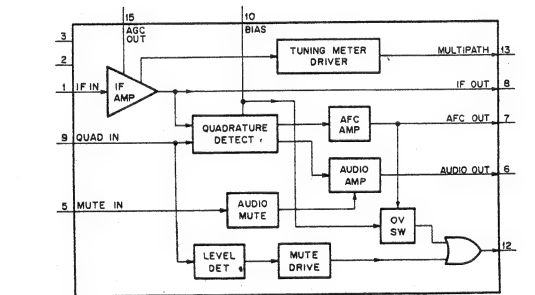 15
10
AGC
OUT
BIAS
3
2
TUNING METER
DRIVER
MULTIPATH
13
1
IF IN
IF
AMP
IF OUT
8
QUADRATURE
DETECT
AFC
AMP
AFC OUT
7
9
QUAD IN
AUDIO
AMP
AUDIO OUT
6
5
MUTE IN
AUDIO
MUTE
OV
SW
12
LEVEL
DET
MUTE
DRIVE